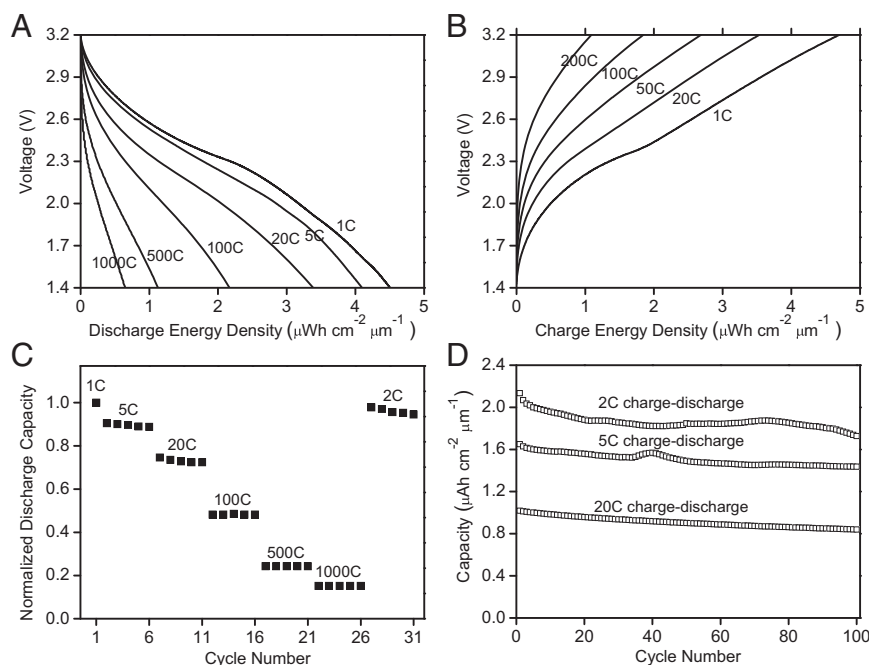 A
3.2
2.9
2.6
2.3
2.0
1.7
1.4
Voltage (V)
1000C
500C
100C
20C
5C
1C
0 1 2 3 4 5
Discharge Energy Density (μWh cm⁻² μm⁻¹)
B
3.2
2.9
2.6
2.3
2.0
1.7
1.4
Voltage (V)
200C
100C
50C
20C
1C
0 1 2 3 4 5
Charge Energy Density (μWh cm⁻² μm⁻¹)
C
1.0
0.8
0.6
0.4
0.2
0.0
Normalized Discharge Capacity
1C
5C
20C
100C
500C
1000C
2C
1 6 11 16 21 26 31
Cycle Number
D
2.4
2.0
1.6
1.2
0.8
0.4
0.0
Capacity (μAh cm⁻² μm⁻¹)
2C charge-discharge
5C charge-discharge
20C charge-discharge
0 20 40 60 80 100
Cycle Number